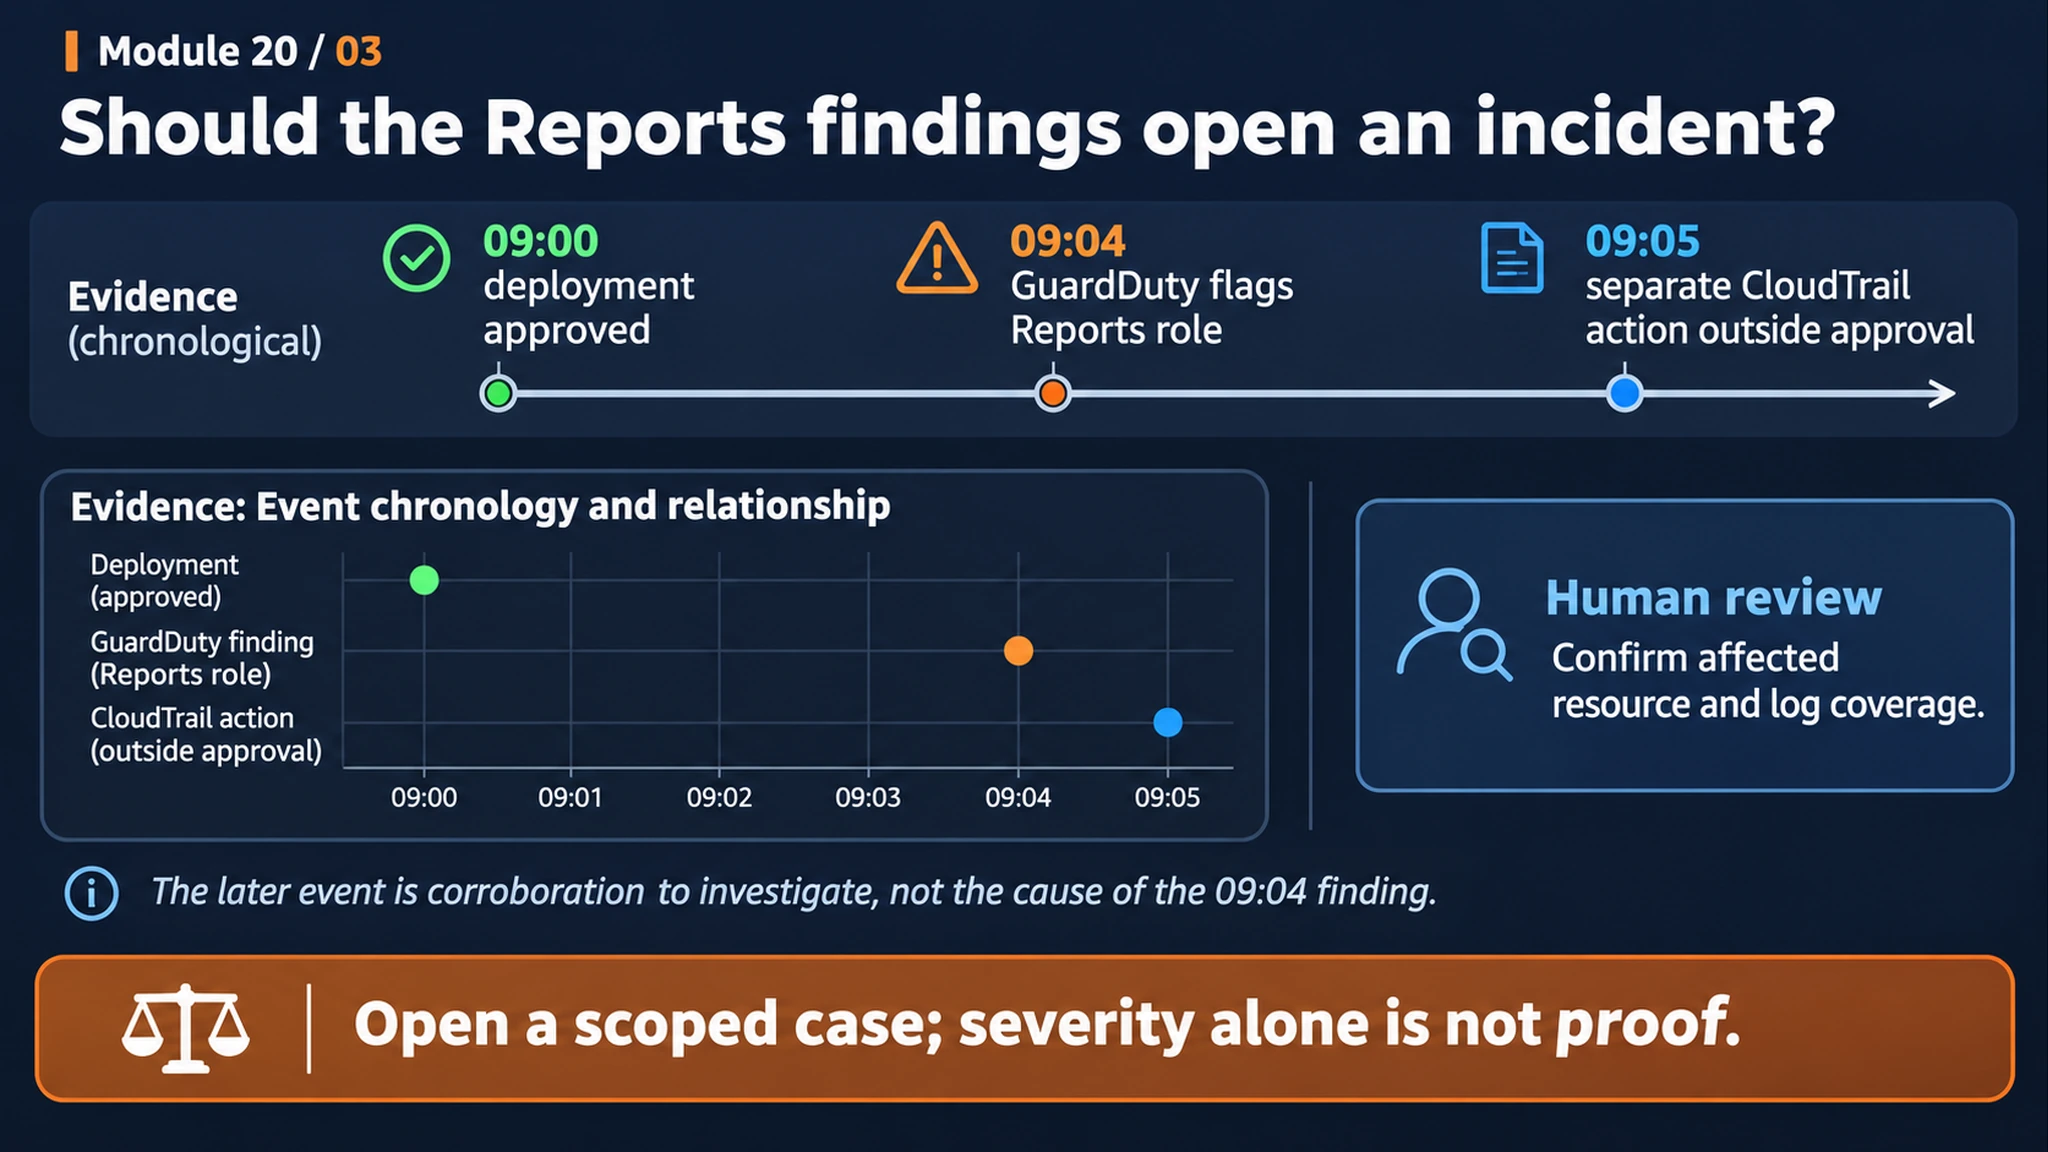 Module 20 / 03
Should the Reports findings open an incident?
Evidence
(chronological)
09:00
deployment
approved
09:04
GuardDuty flags
Reports role
09:05
separate CloudTrail
action outside approval
Evidence: Event chronology and relationship
Deployment
(approved)
GuardDuty finding
(Reports role)
CloudTrail action
(outside approval)
09:00 09:01 09:02 09:03 09:04 09:05
Human review
Confirm affected
resource and log coverage.
The later event is corroboration to investigate, not the cause of the 09:04 finding.
Open a scoped case; severity alone is not proof.